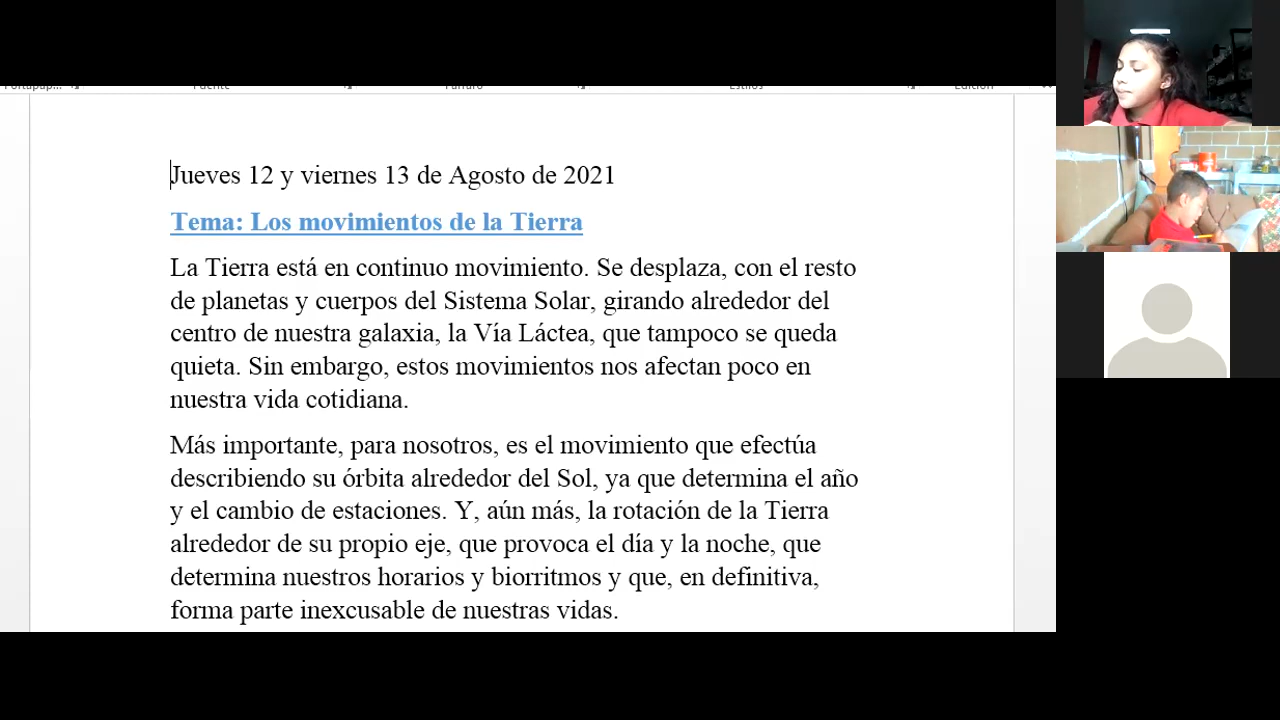 Jueves 12 y viernes 13 de Agosto de 2021
Tema: Los movimientos de la Tierra
La Tierra está en continuo movimiento. Se desplaza, con el resto
de planetas y cuerpos del Sistema Solar, girando alrededor del
centro de nuestra galaxia, la Vía Láctea, que tampoco se queda
quieta. Sin embargo, estos movimientos nos afectan poco en
nuestra vida cotidiana.
Más importante, para nosotros, es el movimiento que efectúa
describiendo su órbita alrededor del Sol, ya que determina el año
y el cambio de estaciones. Y, aún más, la rotación de la Tierra
alrededor de su propio eje, que provoca el día y la noche, que
determina nuestros horarios y biorritmos y que, en definitiva,
forma parte inexcusable de nuestras vidas.